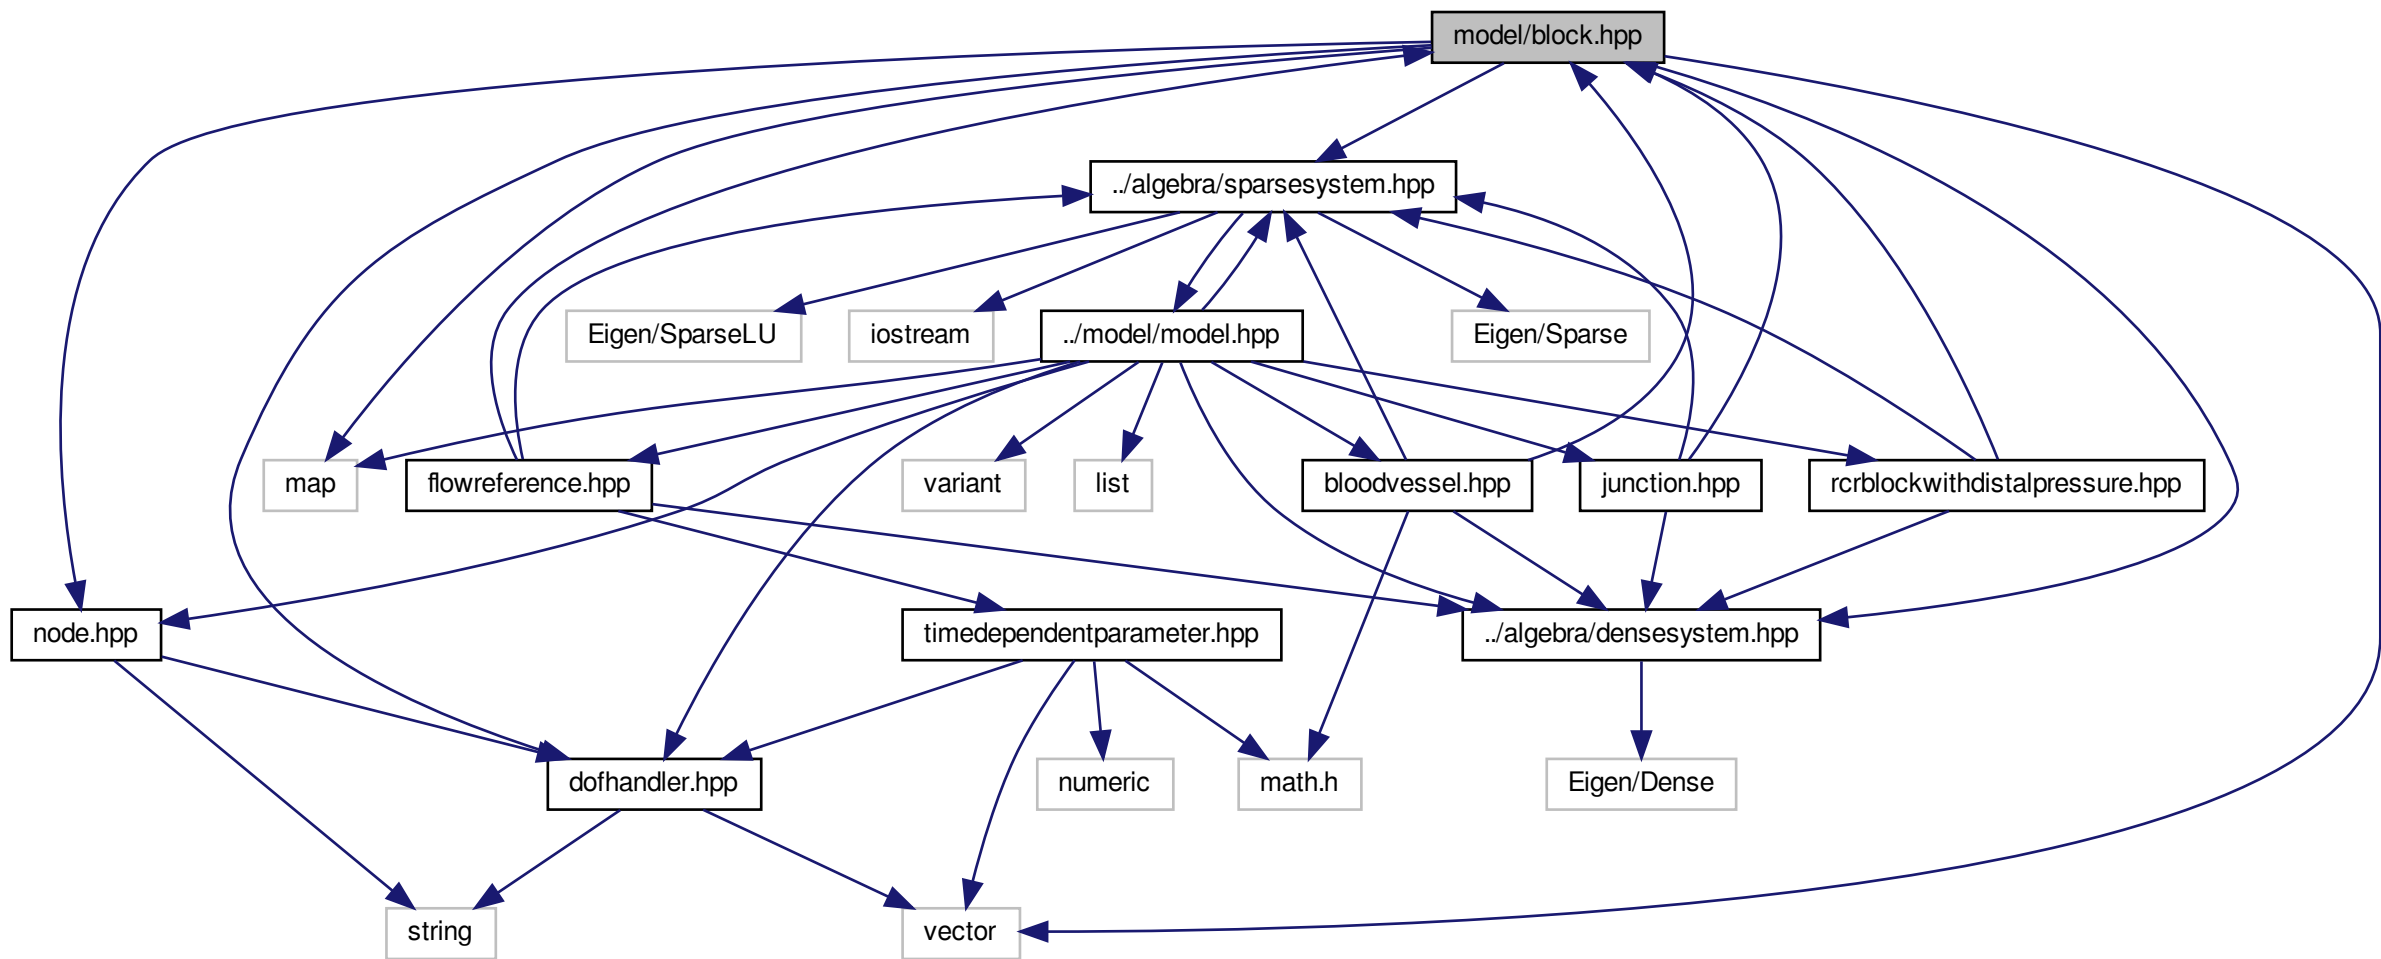 model/block.hpp
../algebra/sparsesystem.hpp
Eigen/SparseLU
iostream
../model/model.hpp
Eigen/Sparse
map
flowreference.hpp
variant
list
bloodvessel.hpp
junction.hpp
rcrblockwithdistalpressure.hpp
node.hpp
timedependentparameter.hpp
../algebra/densesystem.hpp
dofhandler.hpp
numeric
math.h
Eigen/Dense
string
vector